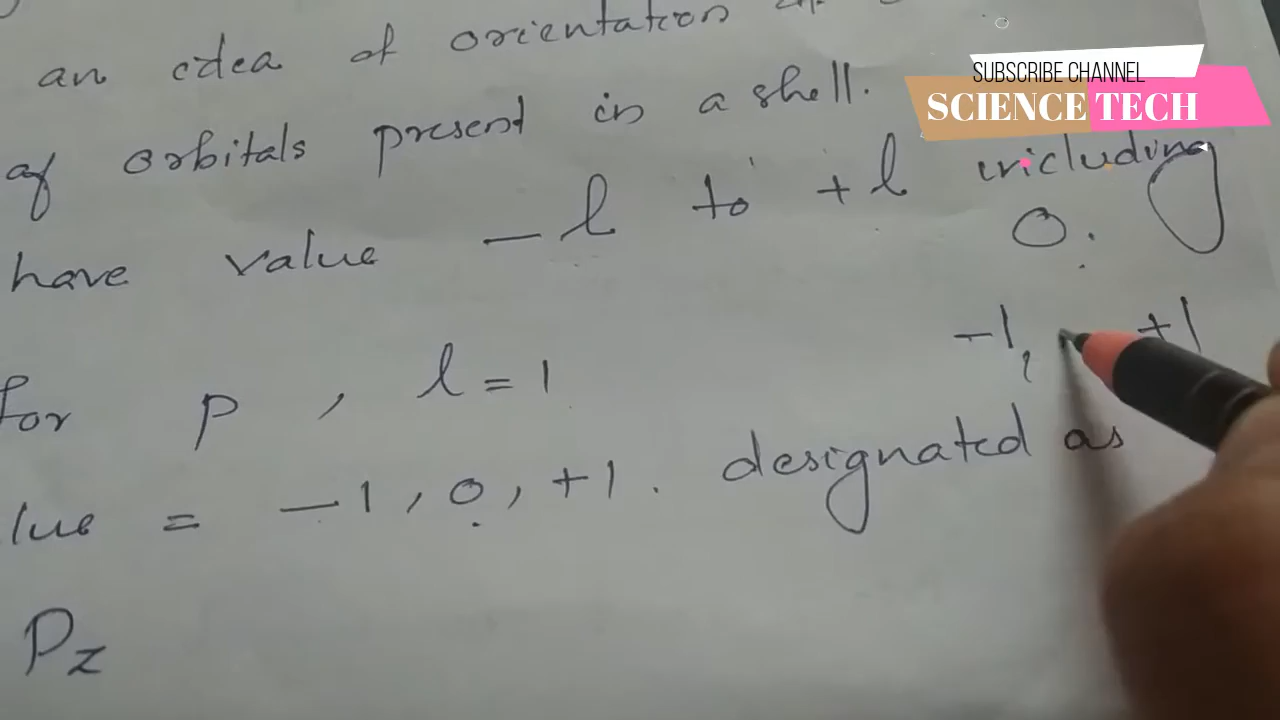 an idea of orientation
SUBSCRIBE CHANNEL
SCIENCE TECH
of orbitals present in a shell.
have value - l to + l including
0.
-1, +1
for p, l = 1
lue = -1, 0, +1. designated as
Pz